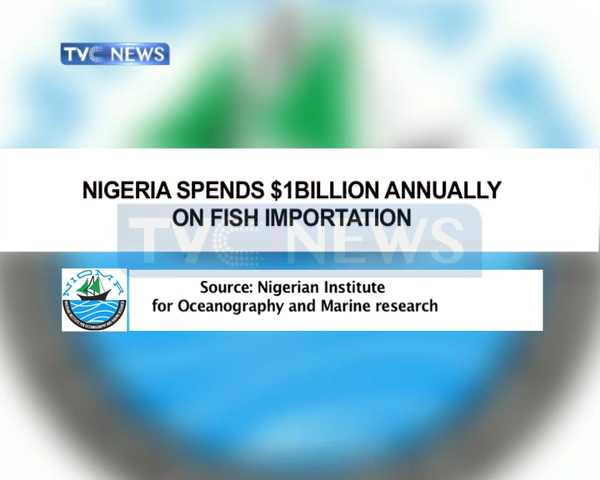 TVC NEWS
NIGERIA SPENDS $1BILLION ANNUALLY
ON FISH IMPORTATION
TVC NEWS
NIOMR
Source: Nigerian Institute
for Oceanography and Marine research